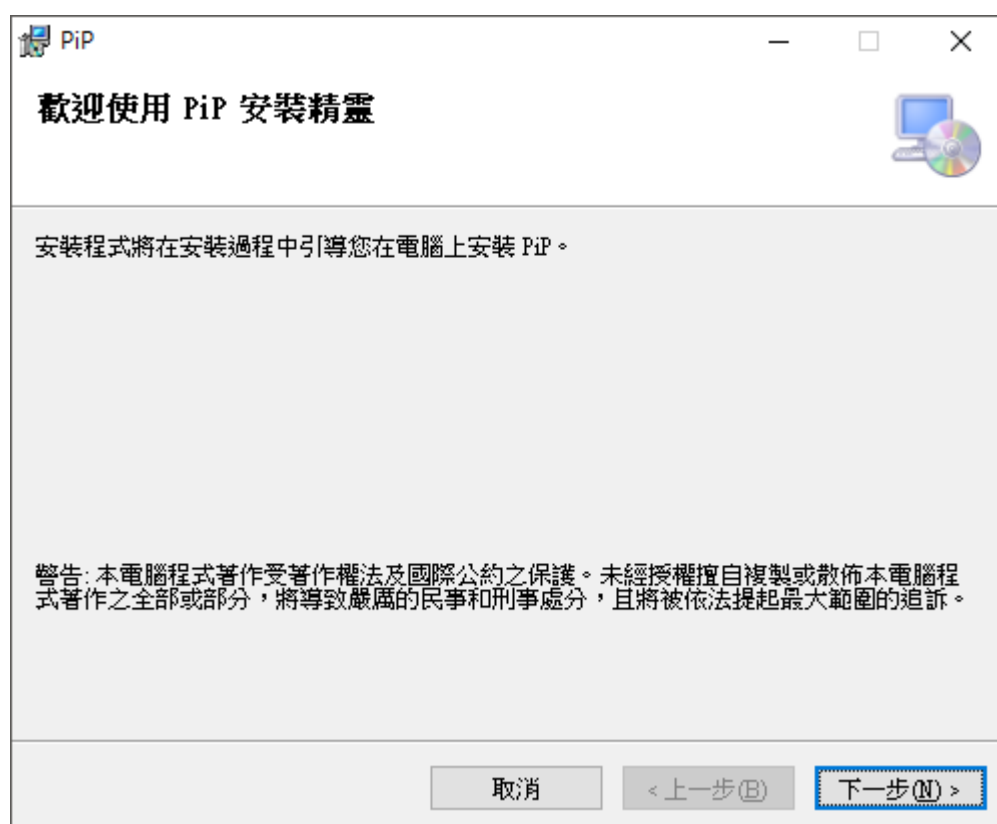 PiP
歡迎使用 PiP 安裝精靈
安裝程式將在安裝過程中引導您在電腦上安裝 PiP。
警告: 本電腦程式著作受著作權法及國際公約之保護。未經授權擅自複製或散佈本電腦程
式著作之全部或部分，將導致嚴厲的民事和刑事處分，且將被依法提起最大範圍的追訴。
取消
<上一步(B)
下一步(N) >